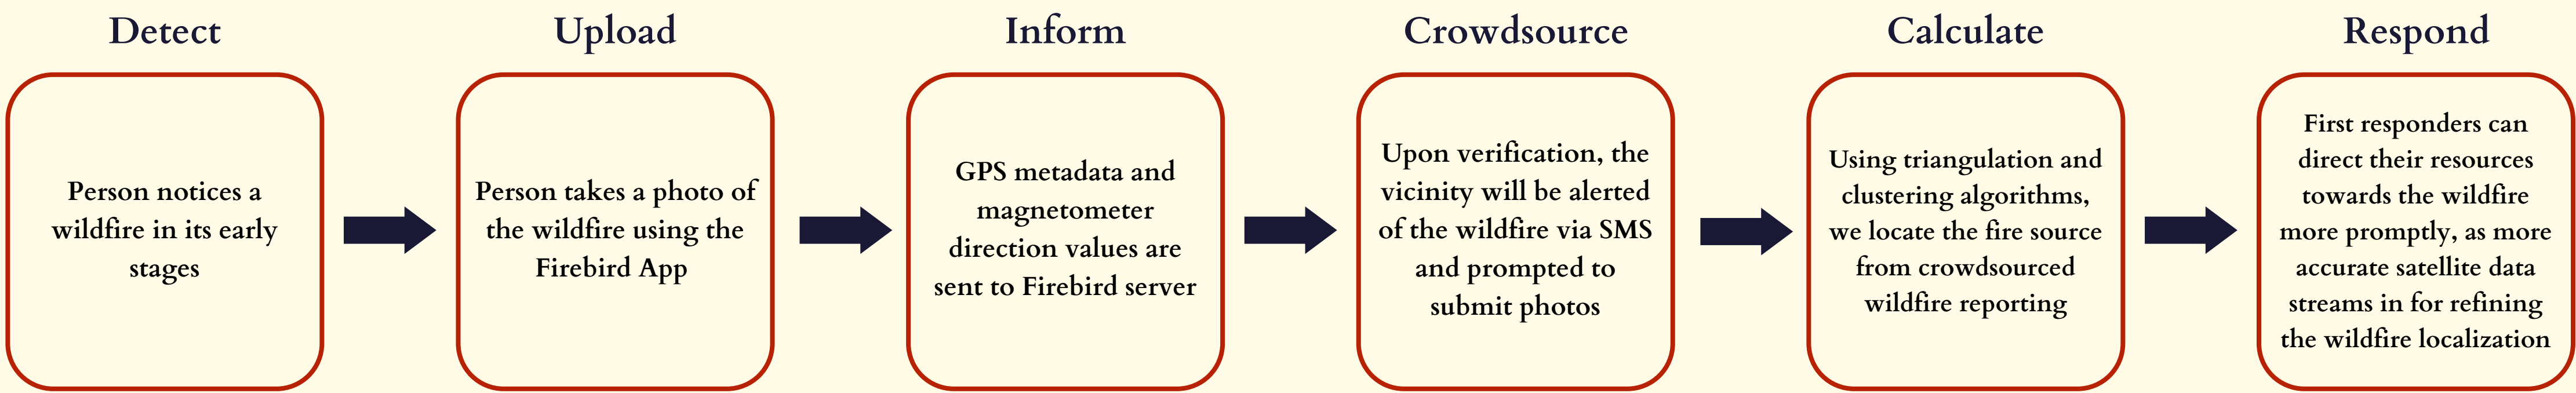 Detect
Person notices a
wildfire in its early
stages
Upload
Person takes a photo of
the wildfire using the
Firebird App
Inform
GPS metadata and
magnetometer
direction values are
sent to Firebird server
Crowdsource
Upon verification, the
vicinity will be alerted
of the wildfire via SMS
and prompted to
submit photos
Calculate
Using triangulation and
clustering algorithms,
we locate the fire source
from crowdsourced
wildfire reporting
Respond
First responders can
direct their resources
towards the wildfire
more promptly, as more
accurate satellite data
streams in for refining
the wildfire localization